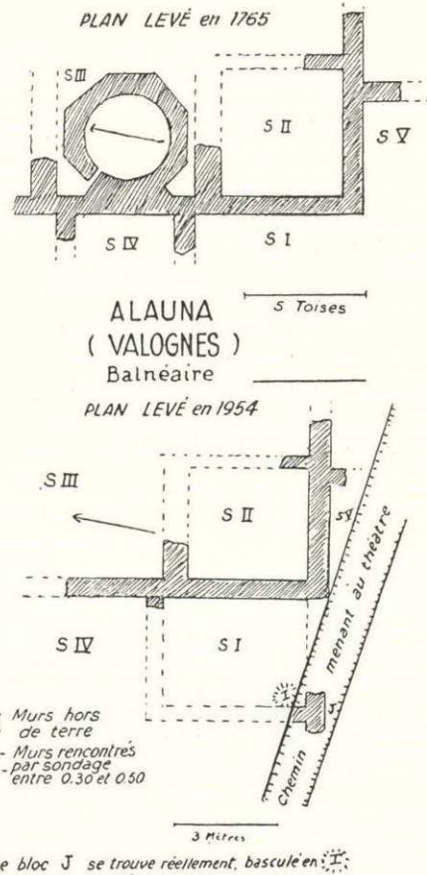 PLAN LEVÉ en 1765
S III
S II
S V
S IV
S I
5 Toises
ALAUNA
( VALOGNES )
Balnéaire
PLAN LEVÉ en 1954
S III
S II
SV
menant au théâtre
S IV
S I
I
J
Chemin
Murs hors
de terre
Murs rencontrés
par sondage
entre 0.30 et 0.50
3 Mètres
e bloc J se trouve réellement, basculé en I